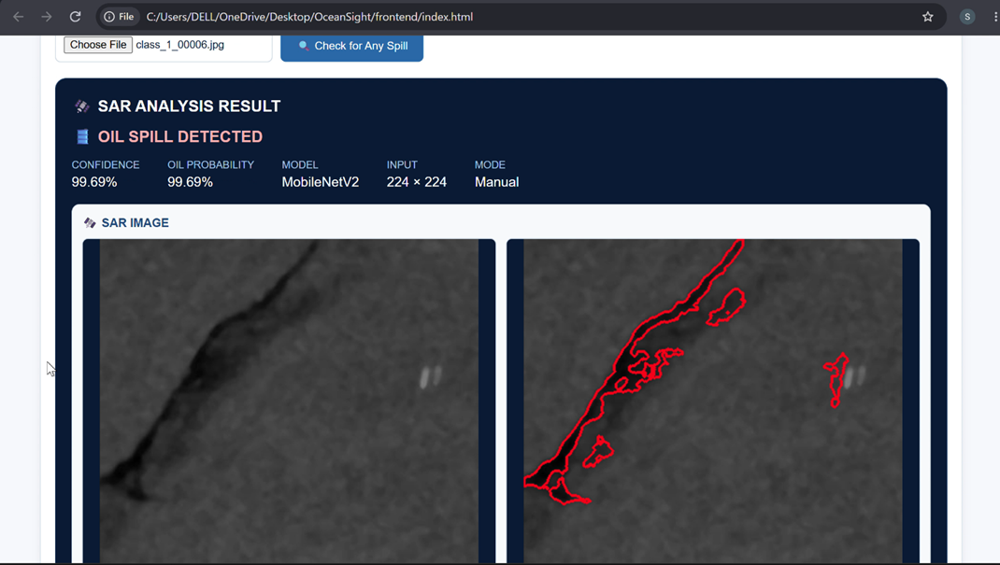 File C:/Users/DELL/OneDrive/Desktop/OceanSight/frontend/index.html S
Choose File class_1_00006.jpg Check for Any Spill
SAR ANALYSIS RESULT
OIL SPILL DETECTED
CONFIDENCE OIL PROBABILITY MODEL INPUT MODE
99.69% 99.69% MobileNetV2 224 × 224 Manual
SAR IMAGE